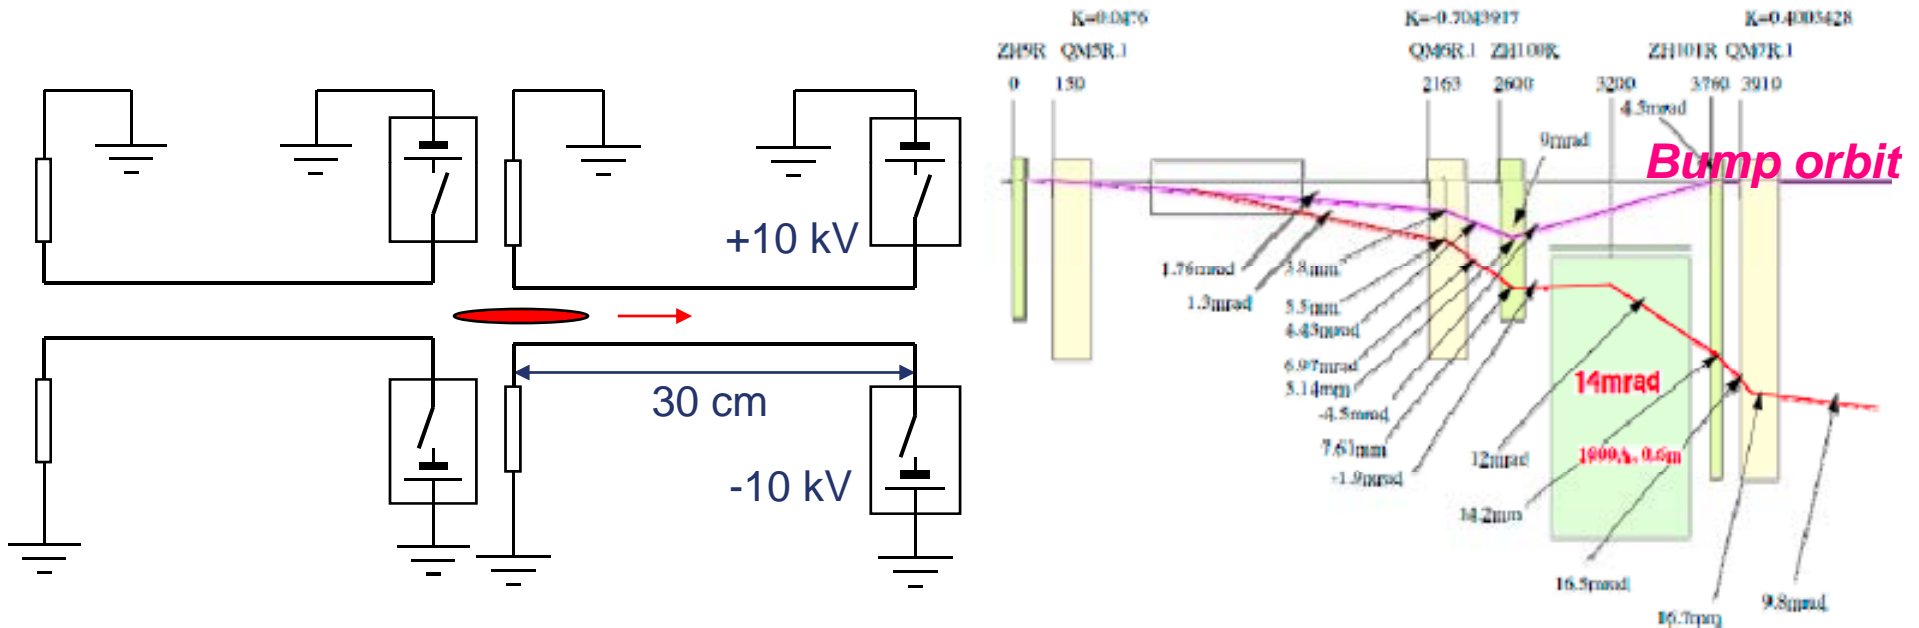 +10 kV
30 cm
-10 kV
K=0.0476 K=-0.7043917 K=0.4003428
ZH9R QM5R.1 QM6R.1 ZH100R ZH101R QM7R.1
0 150 2163 2600 3200 3760 3910
4.5mrad
9mrad
Bump orbit
1.76mrad
3.8mm
1.3mrad
5.5mm
4.43mrad
6.97mrad
5.14mm
14mrad
-4.5mrad
7.61mm
12mrad
1000A, 0.6m
-1.9mrad
14.2mm
16.5mrad
9.8mrad
16.7mm